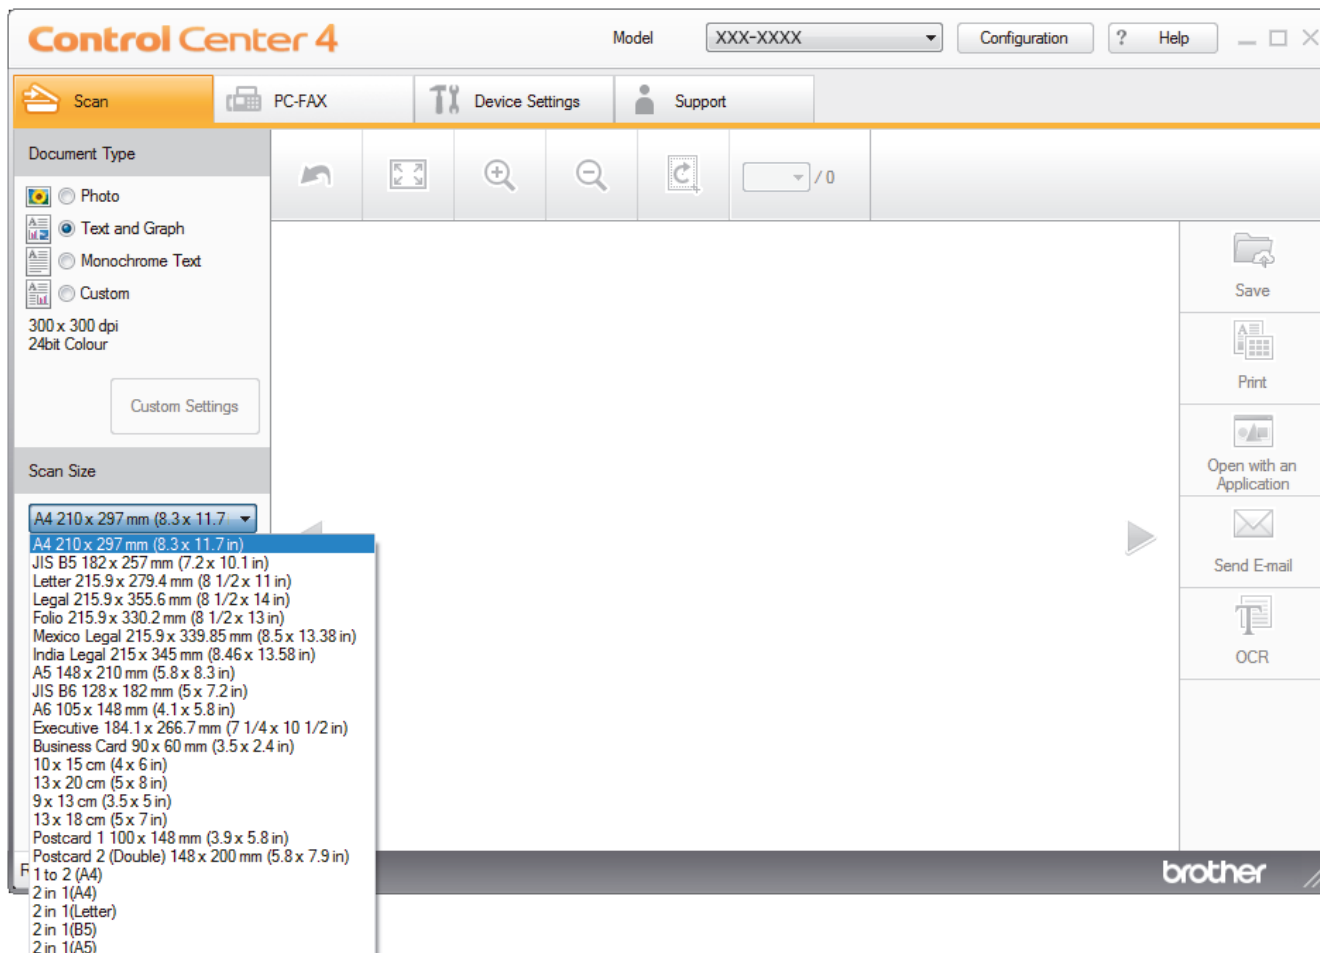 Control Center 4
Model
XXX-XXXX
Configuration
? Help
Scan
PC-FAX
Device Settings
Support
Document Type
Photo
Text and Graph
Monochrome Text
Custom
300 x 300 dpi
24bit Colour
Custom Settings
/ 0
Scan Size
A4 210 x 297 mm (8.3 x 11.7
A4 210 x 297 mm (8.3 x 11.7 in)
JIS B5 182 x 257 mm (7.2 x 10.1 in)
Letter 215.9 x 279.4 mm (8 1/2 x 11 in)
Legal 215.9 x 355.6 mm (8 1/2 x 14 in)
Folio 215.9 x 330.2 mm (8 1/2 x 13 in)
Mexico Legal 215.9 x 339.85 mm (8.5 x 13.38 in)
India Legal 215 x 345 mm (8.46 x 13.58 in)
A5 148 x 210 mm (5.8 x 8.3 in)
JIS B6 128 x 182 mm (5 x 7.2 in)
A6 105 x 148 mm (4.1 x 5.8 in)
Executive 184.1 x 266.7 mm (7 1/4 x 10 1/2 in)
Business Card 90 x 60 mm (3.5 x 2.4 in)
10 x 15 cm (4 x 6 in)
13 x 20 cm (5 x 8 in)
9 x 13 cm (3.5 x 5 in)
13 x 18 cm (5 x 7 in)
Postcard 1 100 x 148 mm (3.9 x 5.8 in)
Postcard 2 (Double) 148 x 200 mm (5.8 x 7.9 in)
1 to 2 (A4)
2 in 1(A4)
2 in 1(Letter)
2 in 1(B5)
2 in 1(A5)
Save
Print
Open with an
Application
Send E-mail
OCR
brother